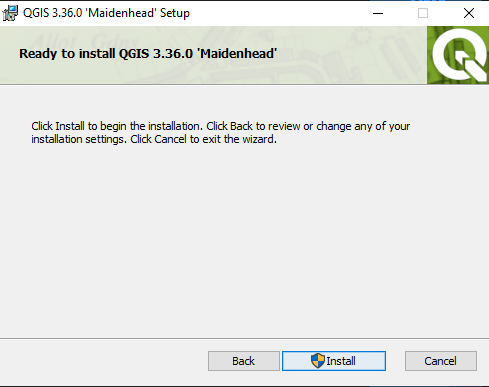 QGIS 3.36.0 'Maidenhead' Setup
Ready to install QGIS 3.36.0 'Maidenhead'
Click Install to begin the installation. Click Back to review or change any of your
installation settings. Click Cancel to exit the wizard.
Back
Install
Cancel